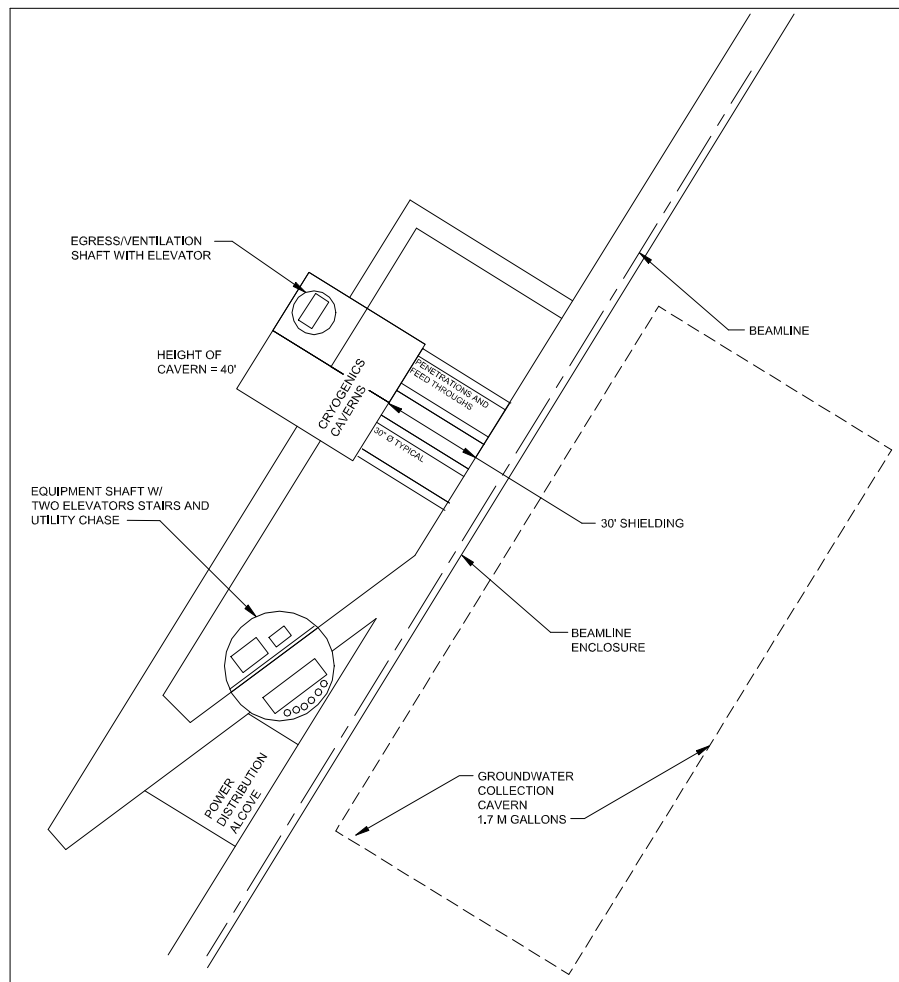 EGRESS/VENTILATION
SHAFT WITH ELEVATOR
BEAMLINE
HEIGHT OF
CAVERN = 40'
CRYOGENICS
CAVERNS
PENETRATIONS AND
FEED THROUGHS
30" Ø TYPICAL
EQUIPMENT SHAFT W/
TWO ELEVATORS STAIRS AND
UTILITY CHASE
30' SHIELDING
BEAMLINE
ENCLOSURE
POWER
DISTRIBUTION
ALCOVE
GROUNDWATER
COLLECTION
CAVERN
1.7 M GALLONS